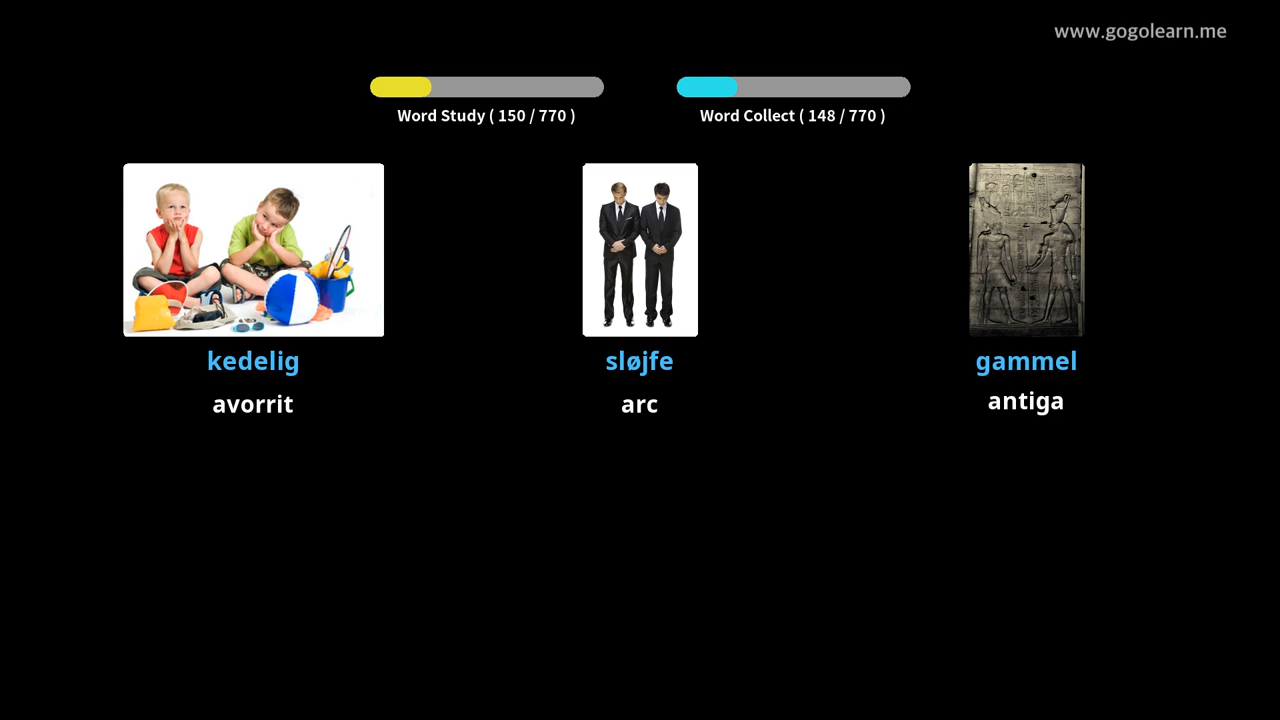 www.gogolearn.me
Word Study ( 150 / 770 )
Word Collect ( 148 / 770 )
kedelig
avorrit
sløjfe
arc
gammel
antiga